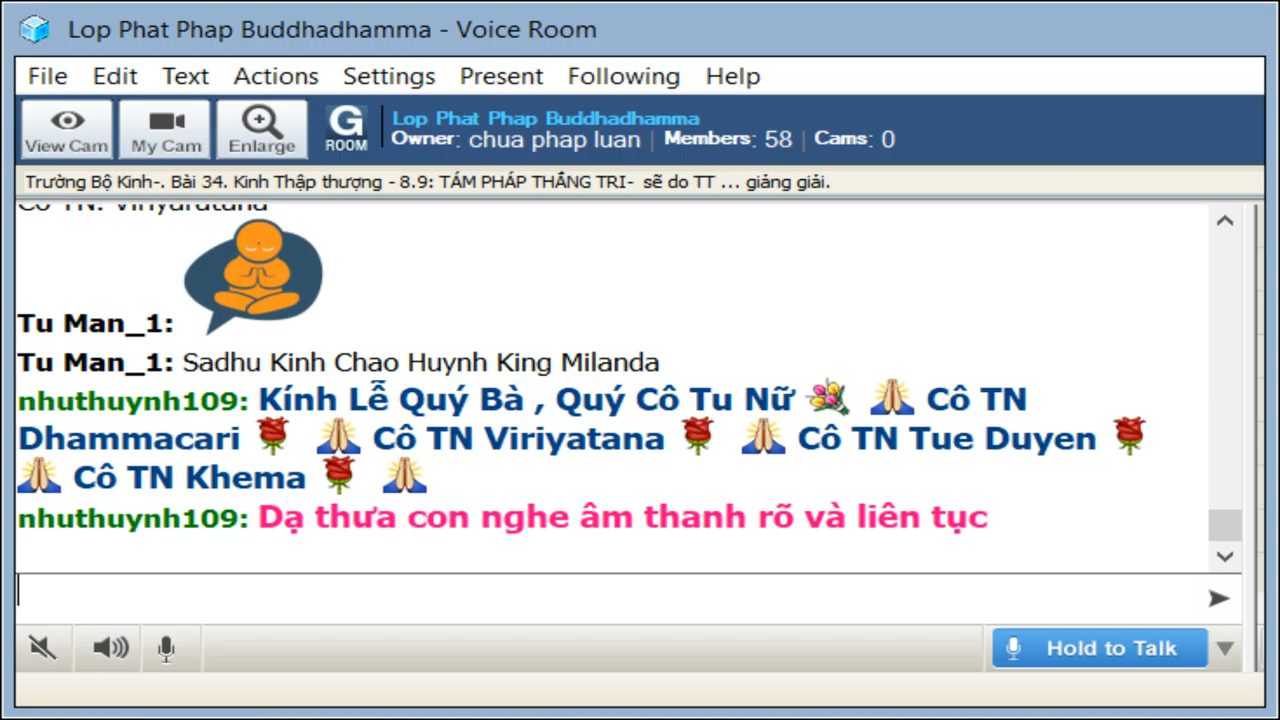 Lop Phat Phap Buddhadhamma - Voice Room
File Edit Text Actions Settings Present Following Help
View Cam My Cam Enlarge G ROOM
Lop Phat Phap Buddhadhamma
Owner: chua phap luan | Members: 58 | Cams: 0
Trường Bộ Kinh-. Bài 34. Kinh Thập thượng - 8.9: TÁM PHÁP THẮNG TRI- sẽ do TT ... giảng giải.
Cô TN. Viriyaratana
Tu Man_1:
Tu Man_1: Sadhu Kinh Chao Huynh King Milanda
nhuthuynh109: Kính Lễ Quý Bà , Quý Cô Tu Nữ Cô TN
Dhammacari Cô TN Viriyatana Cô TN Tue Duyen
Cô TN Khema
nhuthuynh109: Dạ thưa con nghe âm thanh rõ và liên tục
Hold to Talk